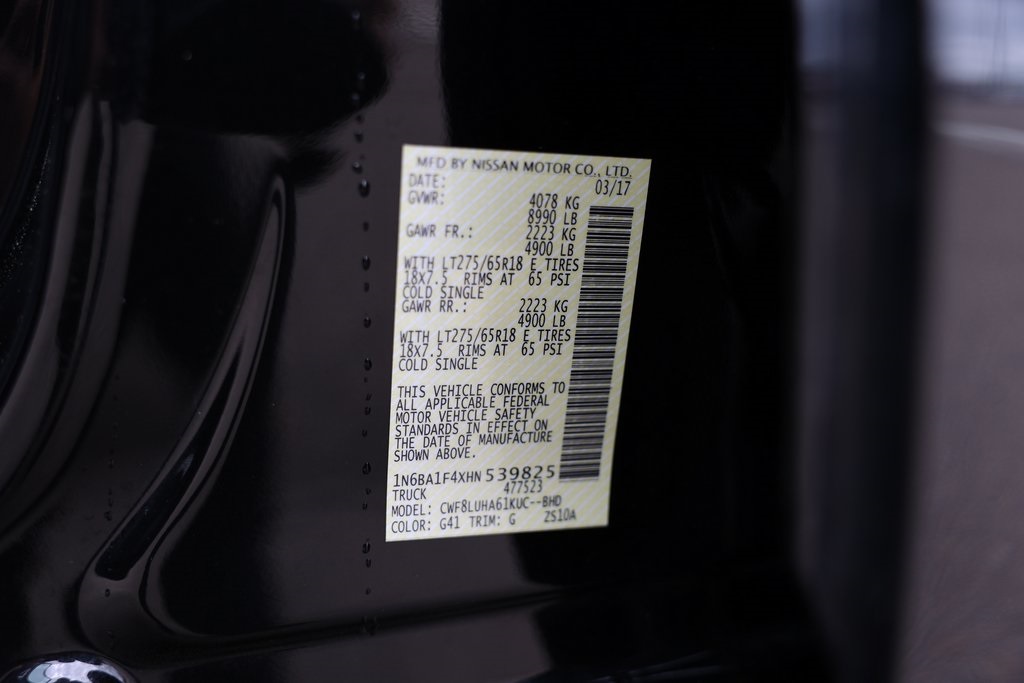 MFD BY NISSAN MOTOR CO., LTD.
DATE: 03/17
GVWR: 4078 KG
8990 LB
GAWR FR.: 2223 KG
4900 LB
WITH LT275/65R18 E TIRES
18X7.5 RIMS AT 65 PSI
COLD SINGLE
GAWR RR.: 2223 KG
4900 LB
WITH LT275/65R18 E TIRES
18X7.5 RIMS AT 65 PSI
COLD SINGLE
THIS VEHICLE CONFORMS TO
ALL APPLICABLE FEDERAL
MOTOR VEHICLE SAFETY
STANDARDS IN EFFECT ON
THE DATE OF MANUFACTURE
SHOWN ABOVE.
1N6BA1F4XHN539825
TRUCK 477523
MODEL: CWF8LUHA61KUC--BHD
COLOR: G41 TRIM: G ZS10A